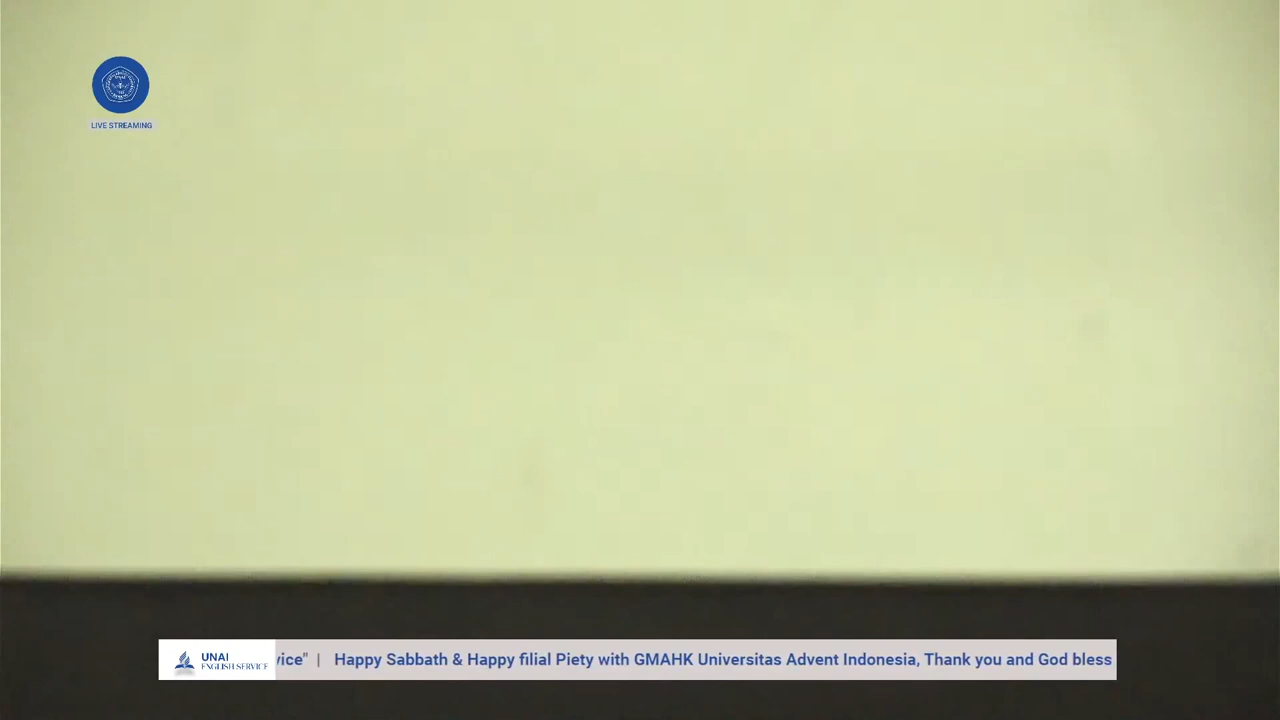 LIVE STREAMING
UNAI
ENGLISH SERVICE
vice" | Happy Sabbath & Happy filial Piety with GMAHK Universitas Advent Indonesia, Thank you and God bless